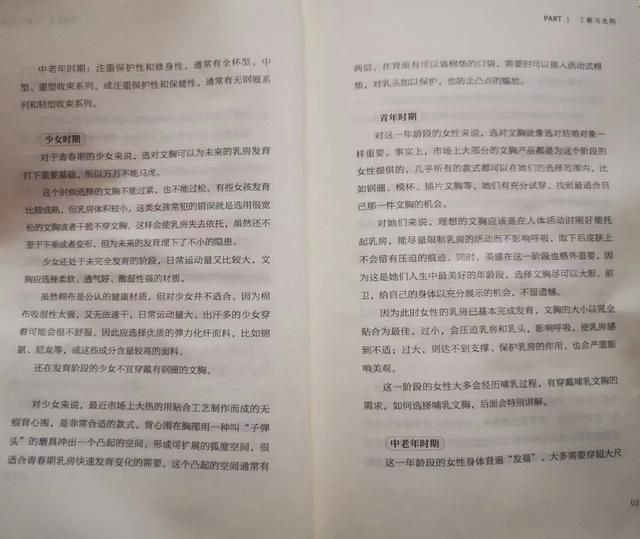 中老年时期：注重保护性和修身性。通常有全杯型、中
型、重型收束系列。或注重保护性和保健性。通常有无钢圈系
列和轻型收束系列。
少女时期
对于青春期的少女来说，选对文胸可以为未来的乳房发育
打下重要基础，所以万万不能马虎。
这个时候选择的文胸不能过紧，也不能过松。有些女孩发育
比较成熟，但乳房体积较小，这类女孩常犯的错误就是选用很宽
松的文胸或者干脆不穿文胸。这样会使乳房失去依托，虽然还不
至于下垂或者变形，但为未来的发育埋下了不小的隐患。
少女还处于未完全发育的阶段，日常运动量又比较大，文
胸应选择柔软、透气好、散湿性强的材质。
虽然棉布是公认的健康材质，但对少女并不适合。因为棉
布吸湿性太强，又无法速干，日常运动量大、出汗多的少女穿
着可能会很不舒服。因此应选择优质的弹力化纤面料，比如锦
氨、尼龙等，或这些成分含量较高的面料。
还在发育阶段的少女不宜穿戴有钢圈的文胸。
对少女来说，最近市场上大热的用贴合工艺制作而成的无
痕背心围，是非常合适的款式。背心围在胸部用一种叫“子弹
头”的磨具冲出一个凸起的空间，形成可扩展的弧度空间，很
适合青春期乳房快速发育变化的需要。这个凸起的空间通常有
PART 1 了解与选购
两层，在背面有可以装棉垫的口袋，需要时可以插入活动式棉
垫，对乳头加以保护，也防止凸点的尴尬。
青年时期
对这一年龄段的女性来说，选对文胸就像选对结婚对象一
样重要。事实上，市场上大部分的文胸产品都是为这个阶段的
女性提供的，几乎所有的款式都可以在她们的选择范围内，比
如钢圈、模杯、插片文胸等，她们有充分试穿、找到最适合自
己那一件文胸的机会。
对她们来说，理想的文胸应该是在人体活动时刚好能托
起乳房，能尽量限制乳房的活动而不影响呼吸，取下后皮肤上
不会留有压迫的痕迹。同时，美感在这一阶段也格外重要。因
为这是她们人生中最美好的年龄段，选择文胸尽可以大胆、前
卫，给自己的身体以充分展示的机会，不留遗憾。
因为此时女性的乳房已基本完成发育，文胸的大小以完全
贴合为最佳。过小，会压迫乳房和乳头，影响呼吸，使乳房感
到不适；过大，则达不到支撑、保护乳房的作用，也会严重影
响美观。
这一阶段的女性大多会经历哺乳过程，有穿戴哺乳文胸的
需求。如何选择哺乳文胸，后面会特别讲解。
中老年时期
这一年龄段的女性身体普遍“发福”，大多需要穿超大尺